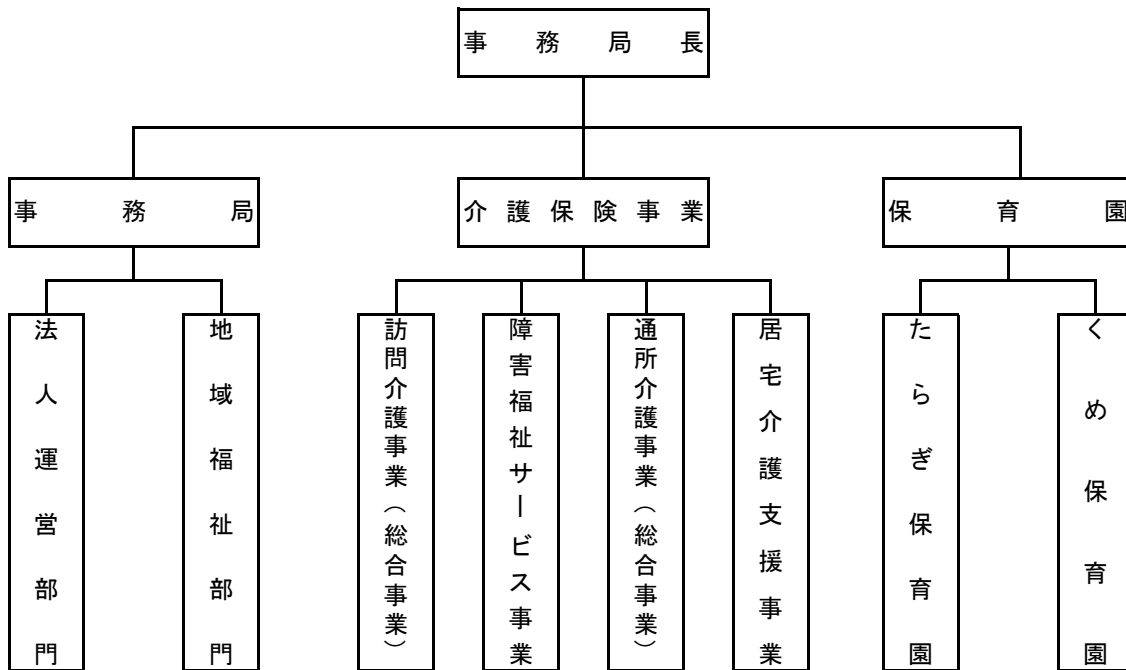 事務局長
事務局
介護保険事業
保育園
法人運営部門
地域福祉部門
訪問介護事業（総合事業）
障害福祉サービス事業
通所介護事業（総合事業）
居宅介護支援事業
たらぎ保育園
くめ保育園